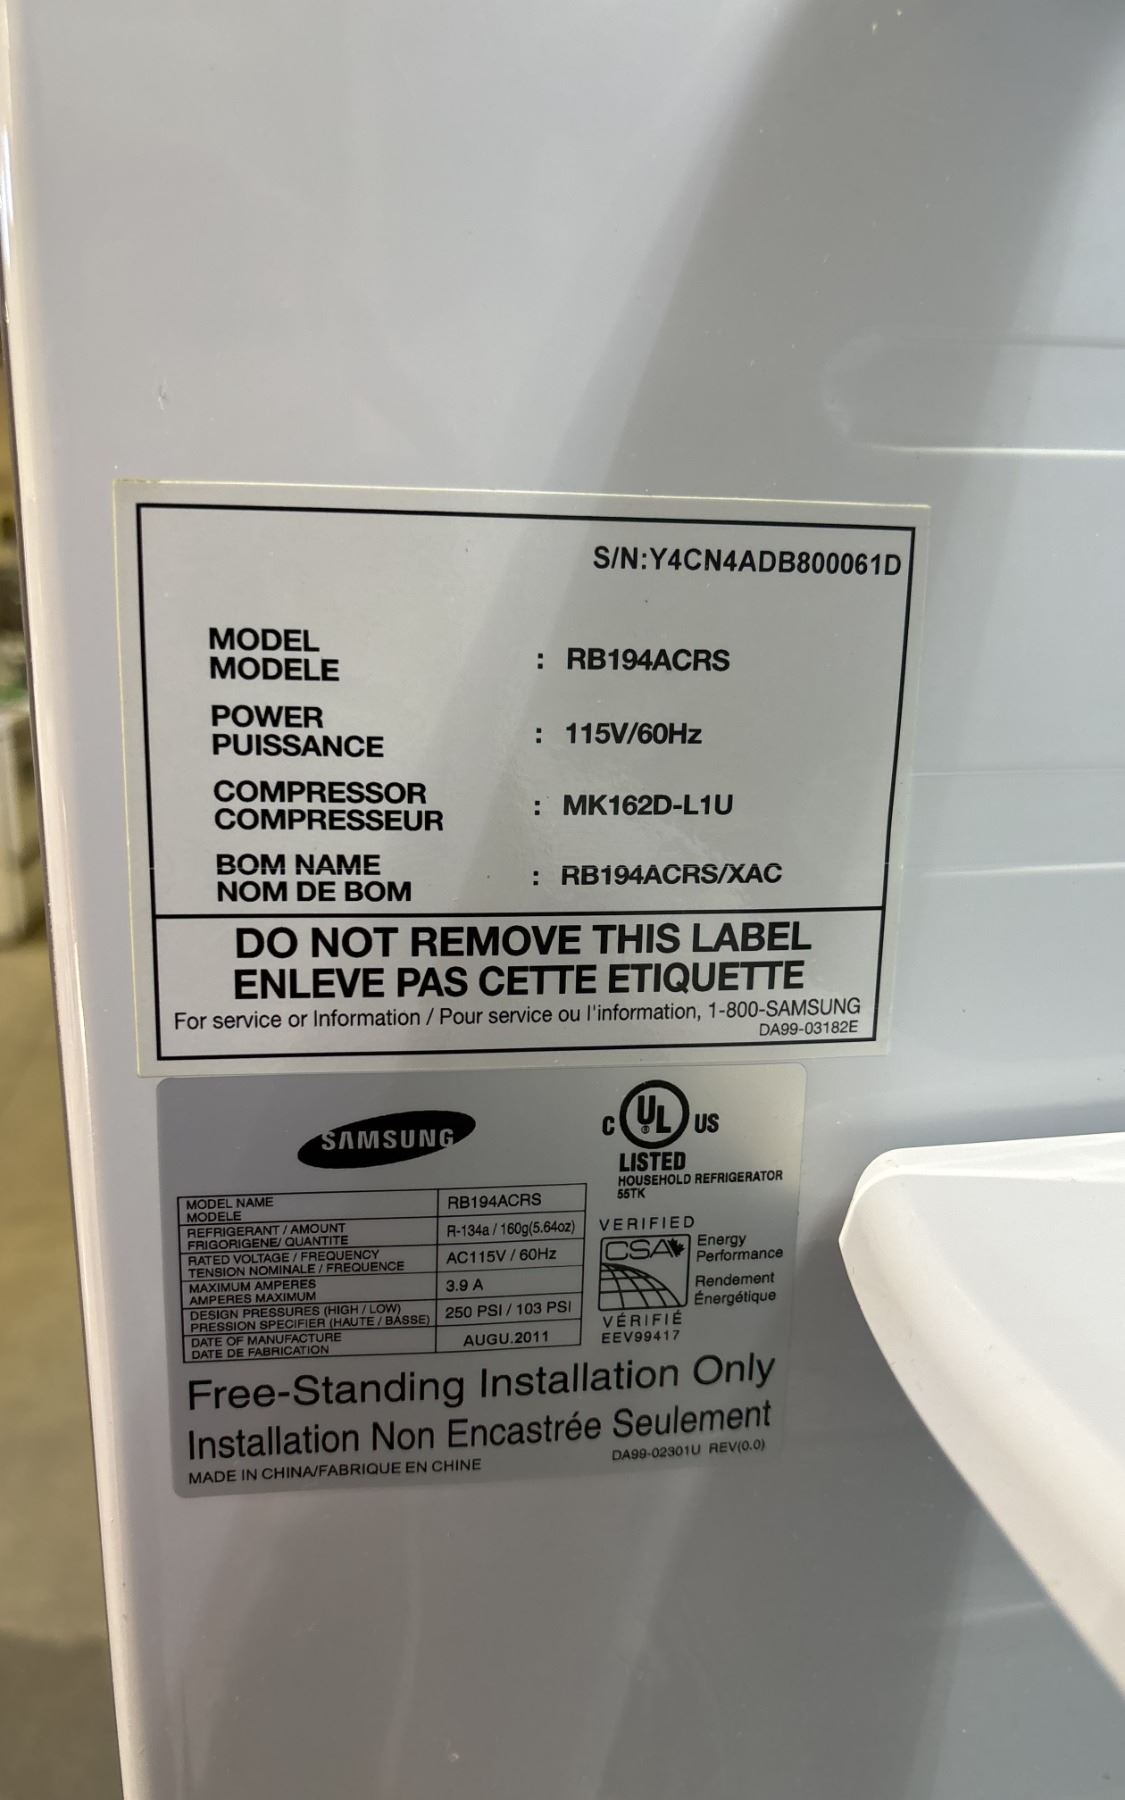 S/N:Y4CN4ADB800061D
MODEL
MODELE : RB194ACRS
POWER
PUISSANCE : 115V/60Hz
COMPRESSOR
COMPRESSEUR : MK162D-L1U
BOM NAME
NOM DE BOM : RB194ACRS/XAC
DO NOT REMOVE THIS LABEL
ENLEVE PAS CETTE ETIQUETTE
For service or Information / Pour service ou l'information, 1-800-SAMSUNG
DA99-03182E
SAMSUNG
C UL ® US
LISTED
HOUSEHOLD REFRIGERATOR
55TK
MODEL NAME
MODELE RB194ACRS
REFRIGERANT / AMOUNT
FRIGORIGENE/ QUANTITE R-134a / 160g(5.64oz)
RATED VOLTAGE / FREQUENCY
TENSION NOMINALE / FREQUENCE AC115V / 60Hz
MAXIMUM AMPERES
AMPERES MAXIMUM 3.9 A
DESIGN PRESSURES (HIGH / LOW)
PRESSION SPECIFIER (HAUTE / BASSE) 250 PSI / 103 PSI
DATE OF MANUFACTURE
DATE DE FABRICATION AUGU.2011
VERIFIED
CSA
Energy
Performance
Rendement
Énergétique
VÉRIFIÉ
EEV99417
Free-Standing Installation Only
Installation Non Encastrée Seulement
DA99-02301U REV(0.0)
MADE IN CHINA/FABRIQUE EN CHINE